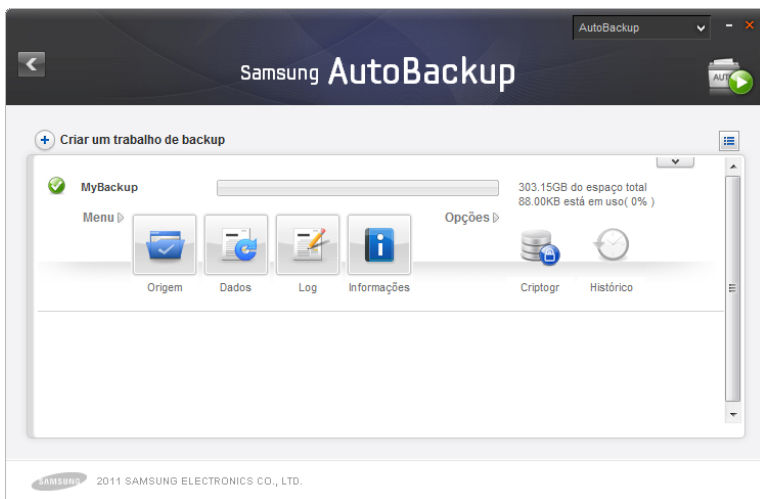 AutoBackup
Samsung AutoBackup
AUTO
Criar um trabalho de backup
MyBackup
303.15GB do espaço total
88.00KB está em uso( 0% )
Menu
Opções
Origem
Dados
Log
Informações
Criptogr
Histórico
SAMSUNG
2011 SAMSUNG ELECTRONICS CO., LTD.